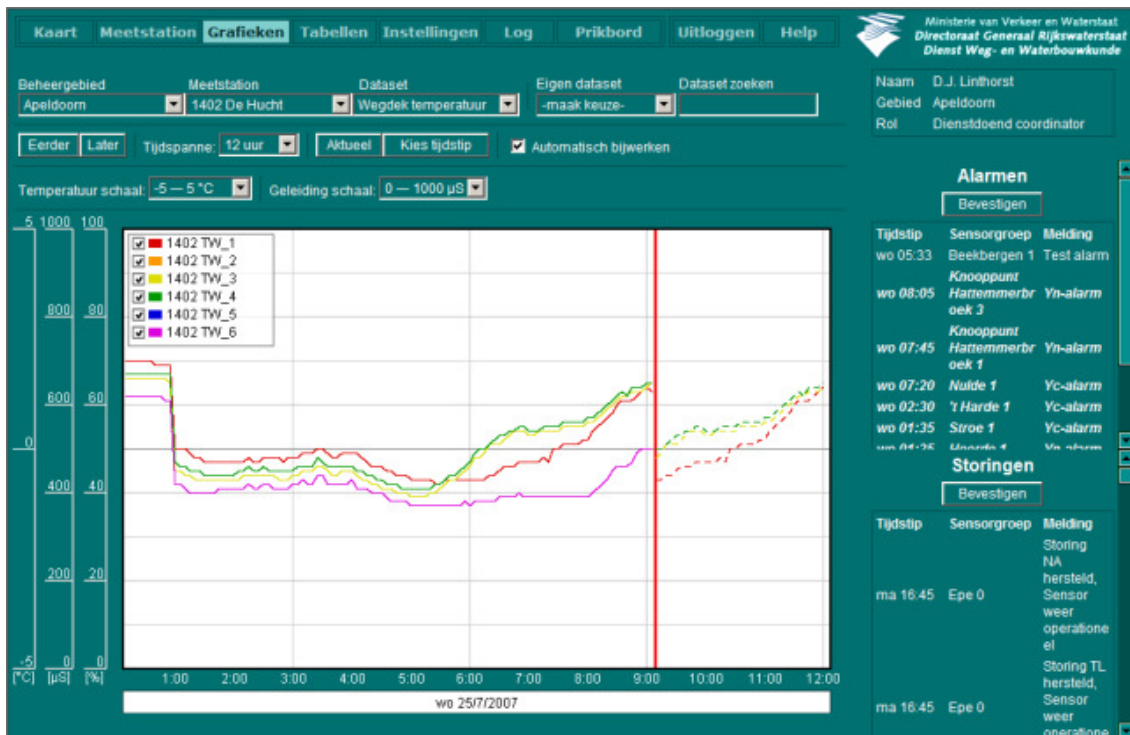 Kaart Meetstation Grafieken Tabellen Instellingen Log Prikbord Uitloggen Help
Ministerie van Verkeer en Waterstaat
Directoraat Generaal Rijkswaterstaat
Dienst Weg- en Waterbouwkunde
Beheergebied Meetstation Dataset Eigen dataset Dataset zoeken
Apeldoorn 1402 De Hucht Wegdek temperatuur -maak keuze-
Naam D.J. Linthorst
Gebied Apeldoorn
Rol Dienstdoend coordinator
Eerder Later Tijdspanne: 12 uur Aktueel Kies tijdstip Automatisch bijwerken
Temperatuur schaal: -5 — 5 °C Geleiding schaal: 0 — 1000 µS
5 1000 100
800 80
600 60
0
400 40
200 20
-5 0 0
[°C] [µS] [%]
1402 TW_1
1402 TW_2
1402 TW_3
1402 TW_4
1402 TW_5
1402 TW_6
1:00 2:00 3:00 4:00 5:00 6:00 7:00 8:00 9:00 10:00 11:00 12:00
wo 25/7/2007
Alarmen
Bevestigen
Tijdstip Sensorgroep Melding
wo 05:33 Beekbergen 1 Test alarm
Knooppunt
wo 08:05 Hattemmerbr Yn-alarm
oek 3
Knooppunt
wo 07:45 Hattemmerbr Yn-alarm
oek 1
wo 07:20 Nulde 1 Yc-alarm
wo 02:30 't Harde 1 Yc-alarm
wo 01:35 Stroe 1 Yc-alarm
Storingen
Bevestigen
Tijdstip Sensorgroep Melding
Storing
NA
hersteld,
ma 16:45 Epe 0 Sensor
weer
operatione
el
Storing TL
hersteld,
ma 16:45 Epe 0 Sensor
weer
operatione